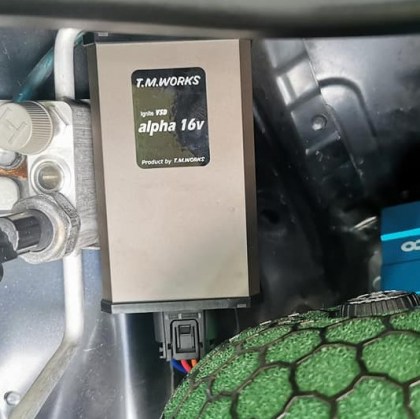 T.M.WORKS
Ignite VSD
alpha 16v
Product by T.M.WORKS